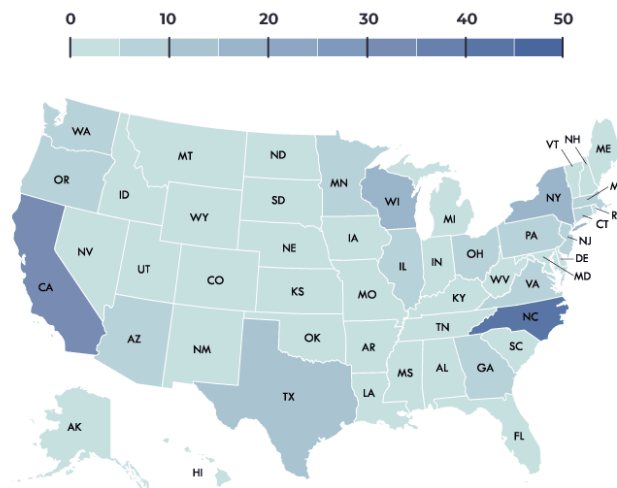 0 10 20 30 40 50
WA
MT
ND
MN
VT NH
ME
OR
ID
SD
WI
NY
WY
MI
CT
IA
PA
NJ
NE
OH
NV
IL
IN
DE
UT
CO
WV
VA
MD
CA
KS
MO
KY
NC
TN
OK
AZ
NM
AR
SC
MS
AL
GA
TX
LA
AK
FL
HI